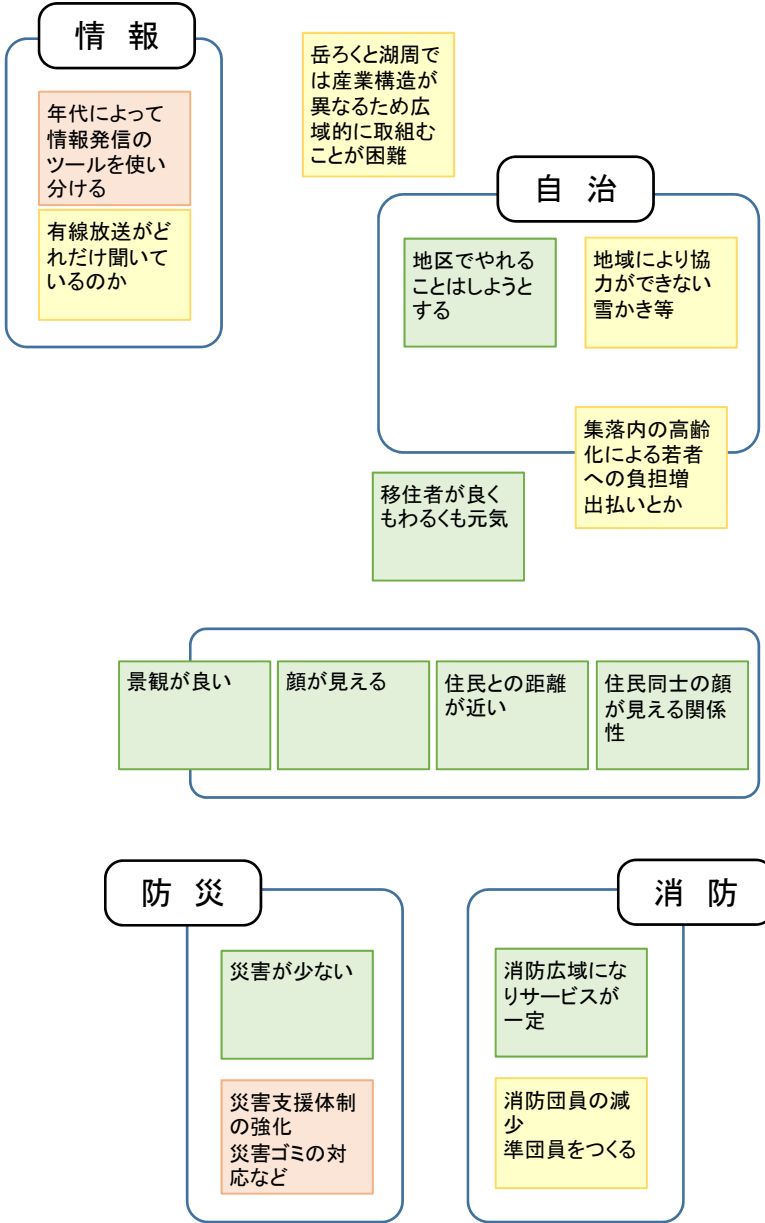 情 報
年代によって
情報発信の
ツールを使い
分ける
有線放送がど
れだけ聞いて
いるのか
岳ろくと湖周で
は産業構造が
異なるため広
域的に取組む
ことが困難
自 治
地区でやれる
ことはしようと
する
地域により協
力ができない
雪かき等
集落内の高齢
化による若者
への負担増
出払いとか
移住者が良く
もわるくも元気
景観が良い
顔が見える
住民との距離
が近い
住民同士の顔
が見える関係
性
防 災
災害が少ない
災害支援体制
の強化
災害ゴミの対
応など
消 防
消防広域にな
りサービスが
一定
消防団員の減
少
準団員をつくる